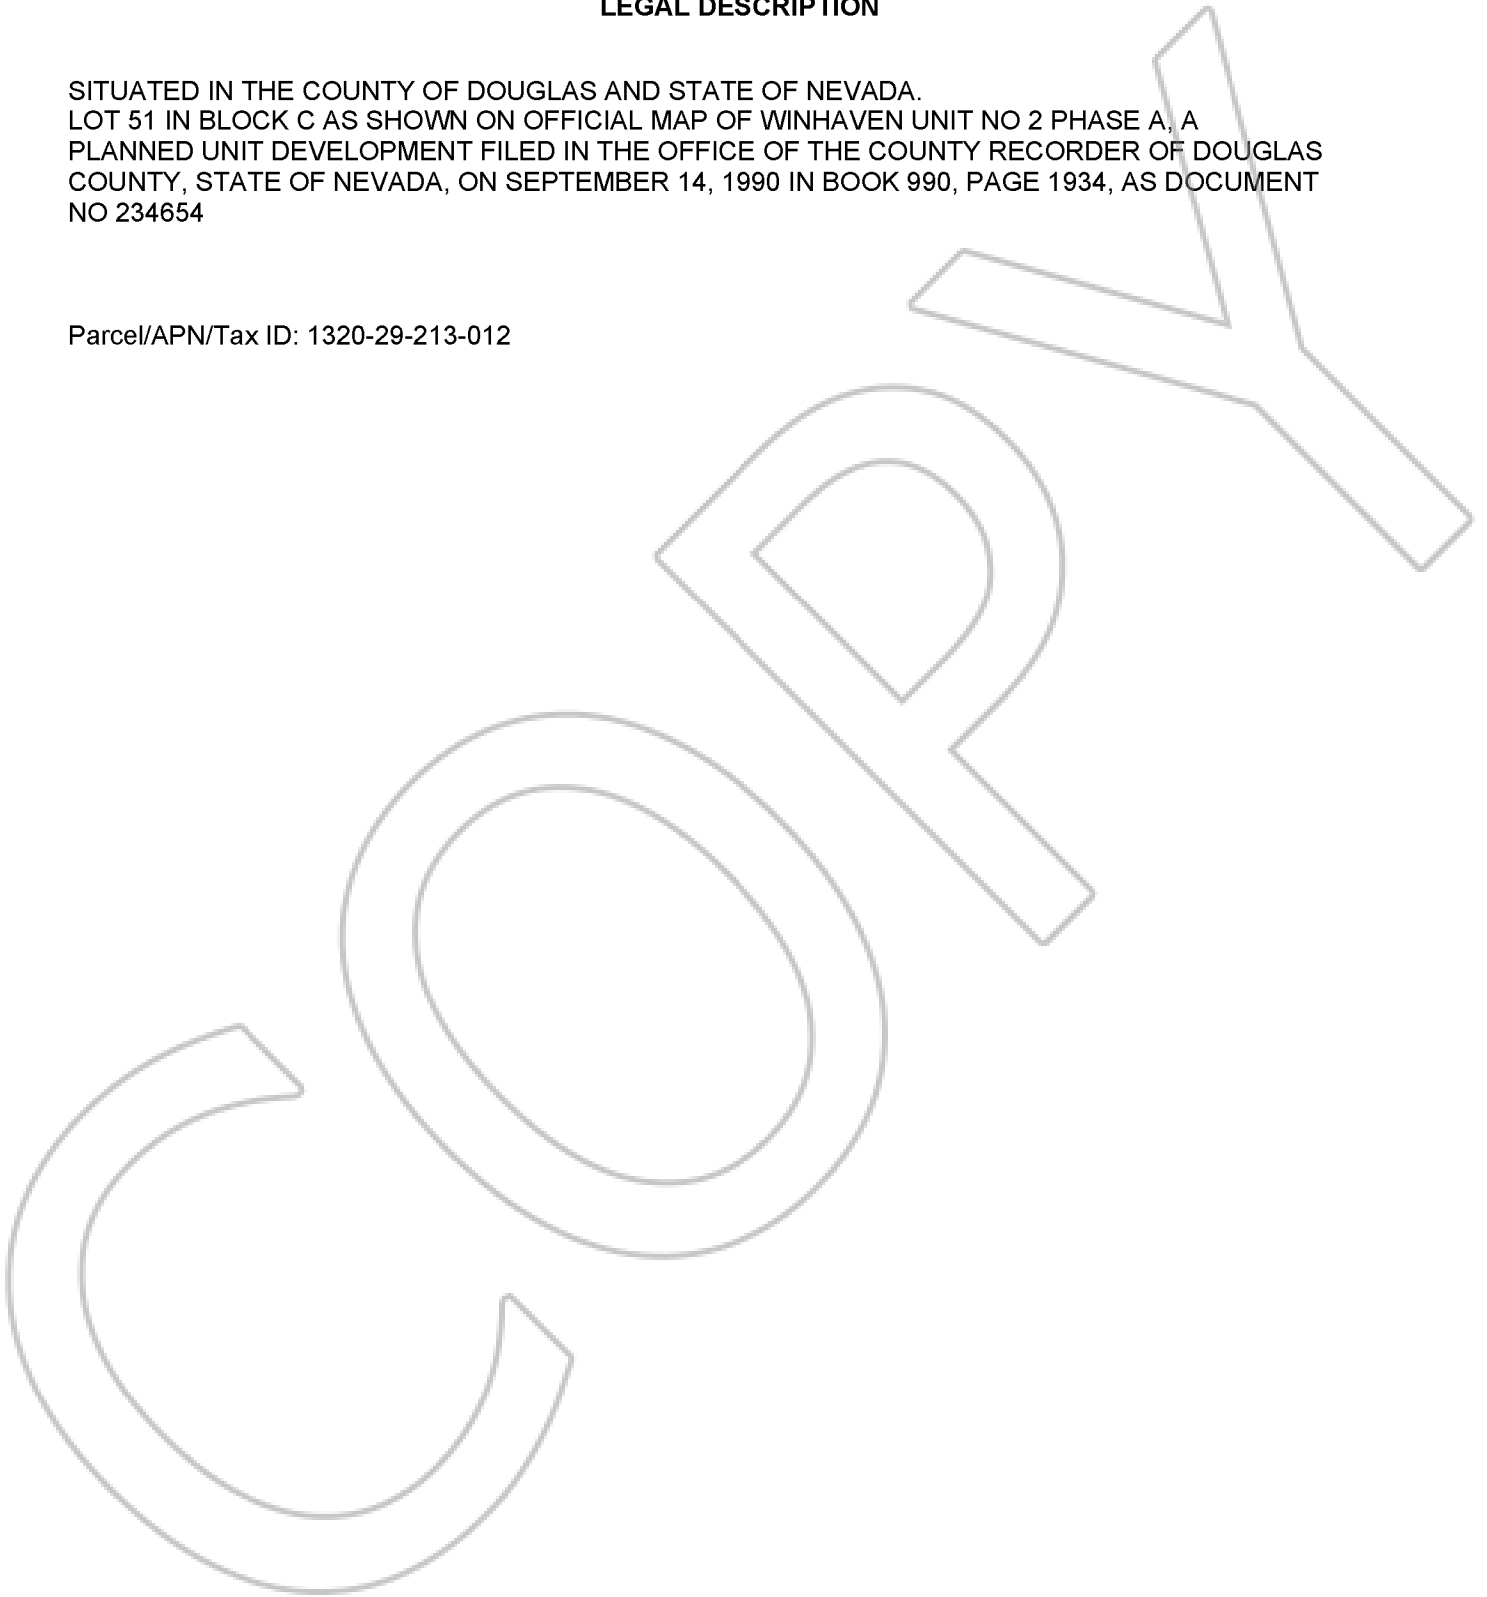 LEGAL DESCRIPTION
SITUATED IN THE COUNTY OF DOUGLAS AND STATE OF NEVADA.
LOT 51 IN BLOCK C AS SHOWN ON OFFICIAL MAP OF WINHAVEN UNIT NO 2 PHASE A, A
PLANNED UNIT DEVELOPMENT FILED IN THE OFFICE OF THE COUNTY RECORDER OF DOUGLAS
COUNTY, STATE OF NEVADA, ON SEPTEMBER 14, 1990 IN BOOK 990, PAGE 1934, AS DOCUMENT
NO 234654
Parcel/APN/Tax ID: 1320-29-213-012
COPY